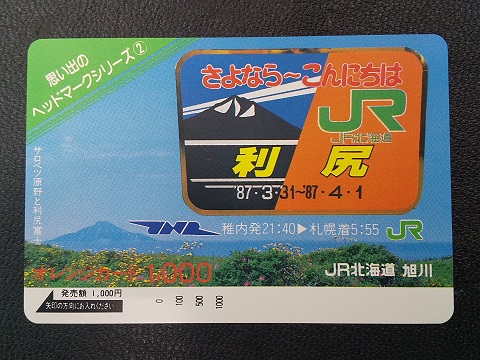 思い出の
ヘッドマークシリーズ②
さよなら～こんにちは
JR
JR北海道
利尻
'87・3・31～'87・4・1
サロベツ原野と利尻富士
JNR 稚内発21:40▶札幌着5:55 JR
オレンジカード 1,000
JR北海道 旭川
発売額 1,000円
矢印の方向にお入れください
0 100 500 1000